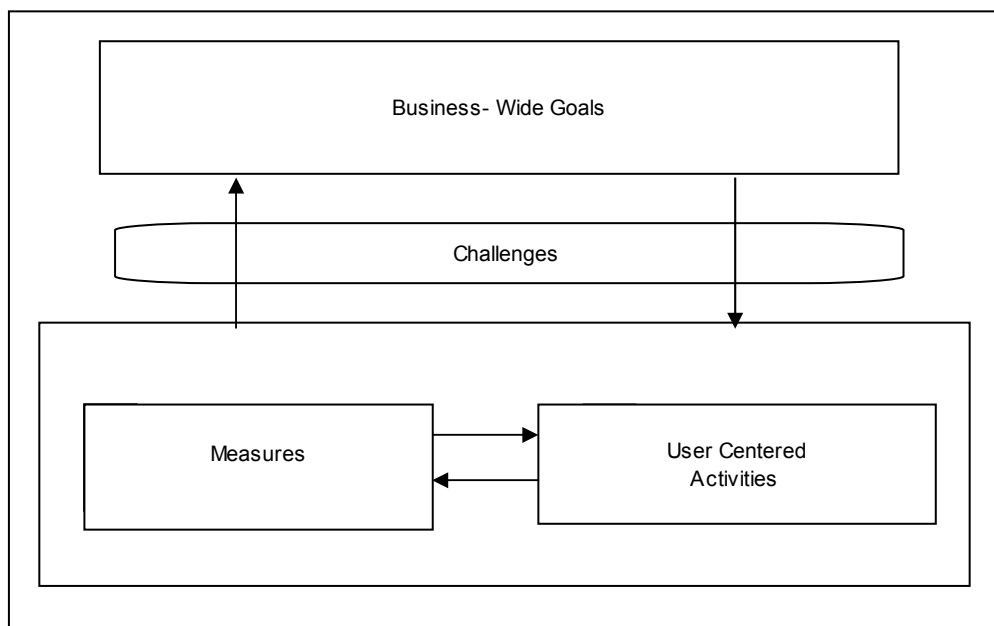 Business- Wide Goals
Challenges
Measures
User Centered
Activities